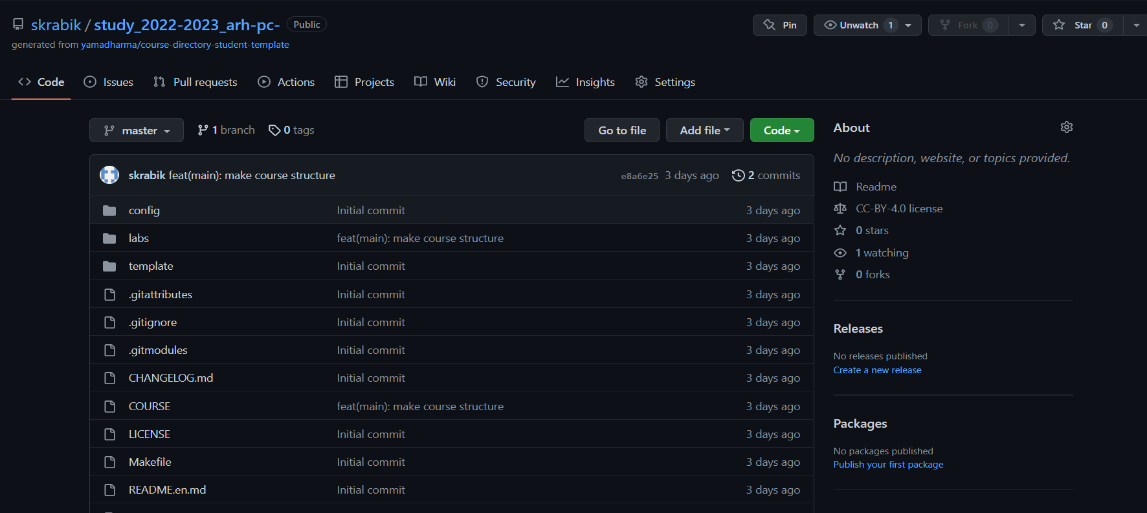 skrabik / study_2022-2023_arh-pc- Public
Pin Unwatch 1 Fork 0 Star 0
generated from yamadharma/course-directory-student-template
Code Issues Pull requests Actions Projects Wiki Security Insights Settings
master 1 branch 0 tags Go to file Add file Code
skrabik feat(main): make course structure e8a6e25 3 days ago 2 commits
config Initial commit 3 days ago
labs feat(main): make course structure 3 days ago
template Initial commit 3 days ago
.gitattributes Initial commit 3 days ago
.gitignore Initial commit 3 days ago
.gitmodules Initial commit 3 days ago
CHANGELOG.md Initial commit 3 days ago
COURSE feat(main): make course structure 3 days ago
LICENSE Initial commit 3 days ago
Makefile Initial commit 3 days ago
README.en.md Initial commit 3 days ago
About
No description, website, or topics provided.
Readme
CC-BY-4.0 license
0 stars
1 watching
0 forks
Releases
No releases published
Create a new release
Packages
No packages published
Publish your first package